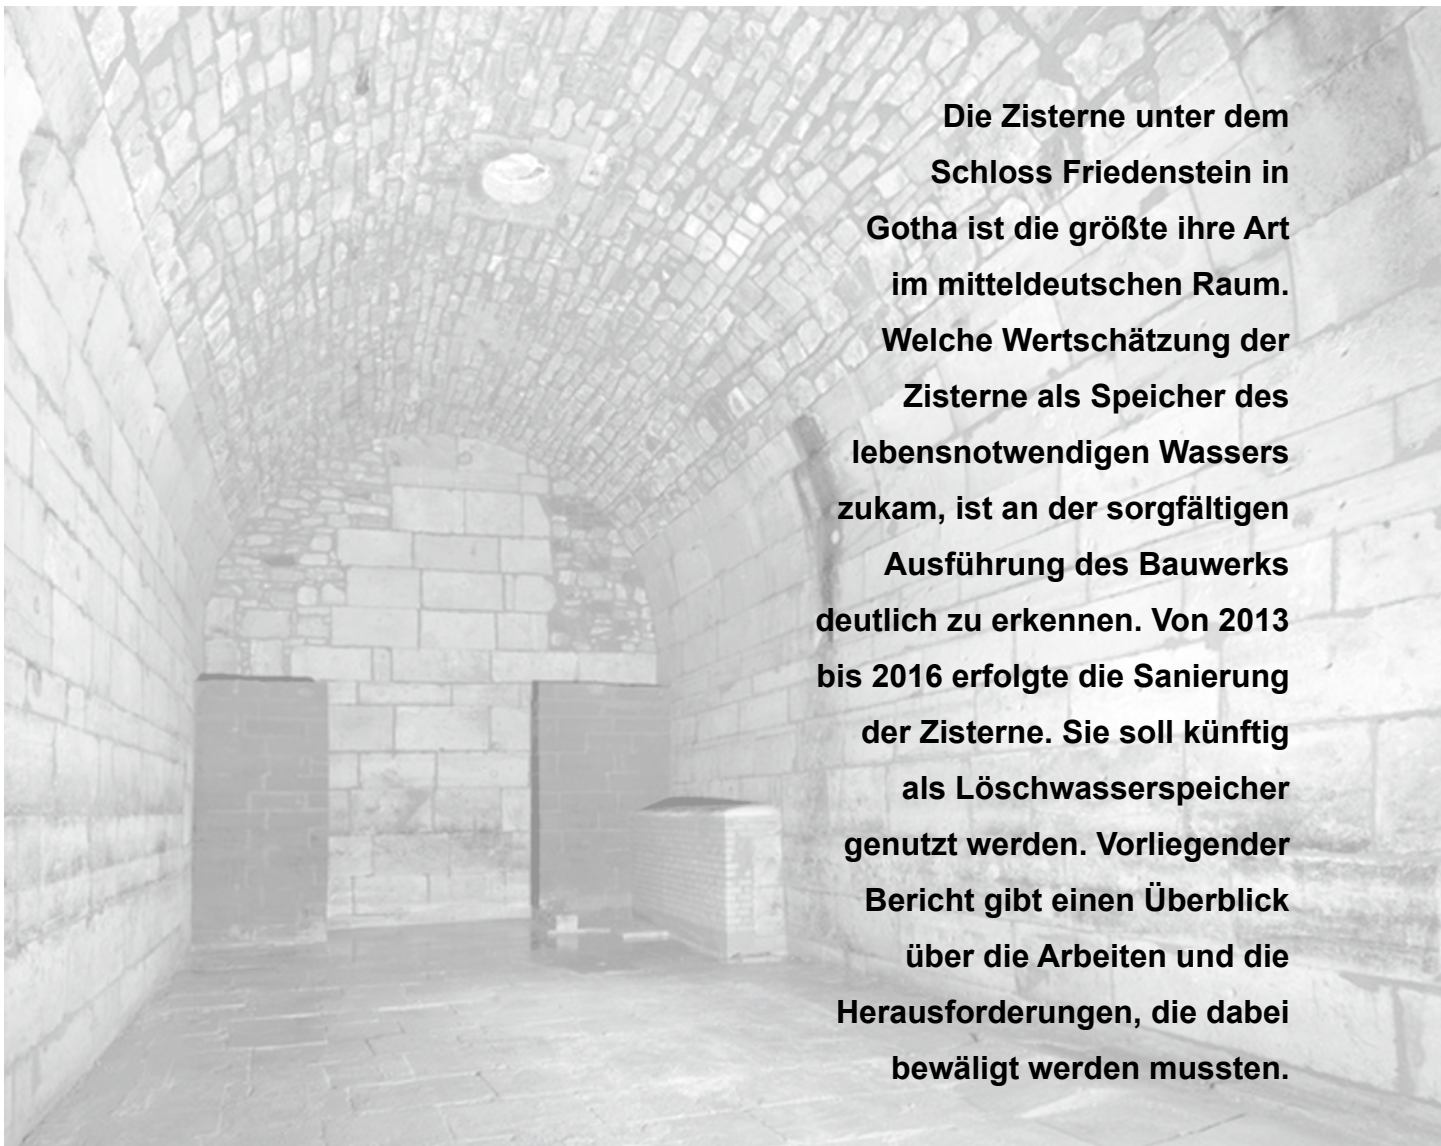 Die Zisterne unter dem
Schloss Friedenstein in
Gotha ist die größte ihre Art
im mitteldeutschen Raum.
Welche Wertschätzung der
Zisterne als Speicher des
lebensnotwendigen Wassers
zukam, ist an der sorgfältigen
Ausführung des Bauwerks
deutlich zu erkennen. Von 2013
bis 2016 erfolgte die Sanierung
der Zisterne. Sie soll künftig
als Löschwasserspeicher
genutzt werden. Vorliegender
Bericht gibt einen Überblick
über die Arbeiten und die
Herausforderungen, die dabei
bewäligt werden mussten.